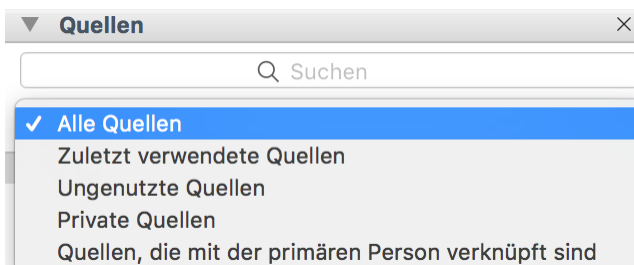 Quellen
Suchen
Alle Quellen
Zuletzt verwendete Quellen
Ungenutzte Quellen
Private Quellen
Quellen, die mit der primären Person verknüpft sind